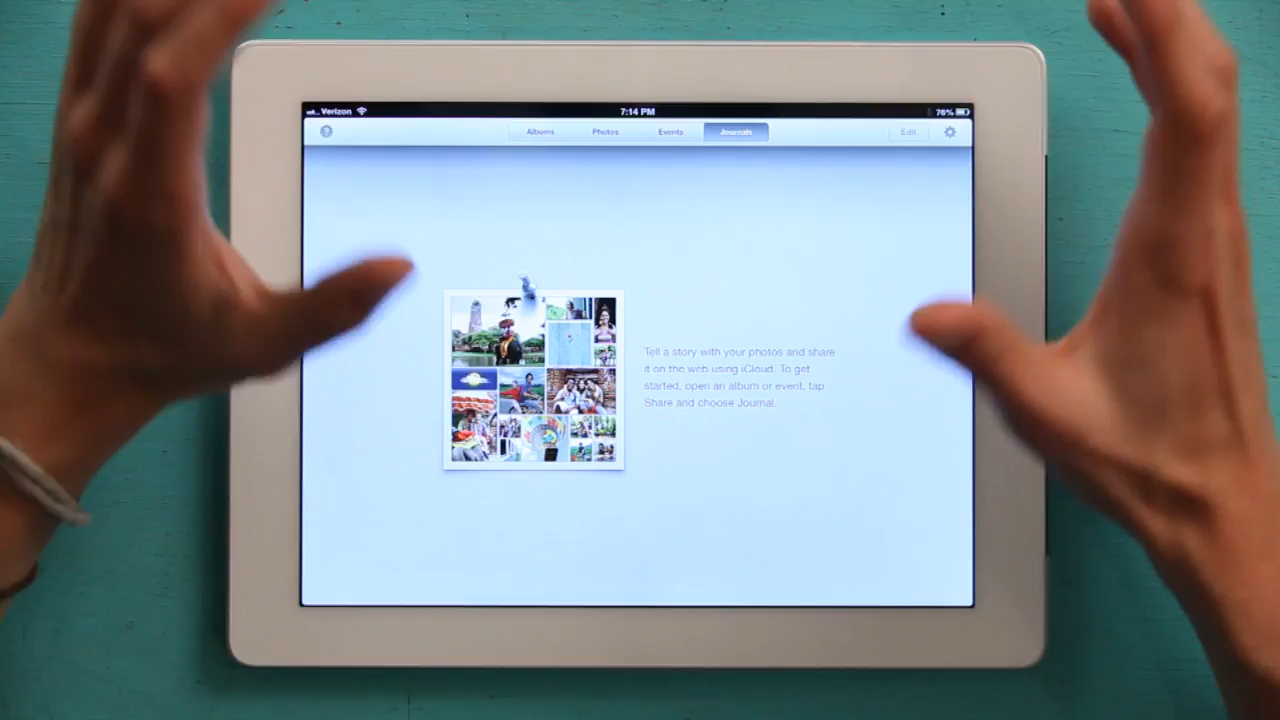 Verizon
7:14 PM
76%
?
Albums
Photos
Events
Journals
Edit
Tell a story with your photos and share
it on the web using iCloud. To get
started, open an album or event, tap
Share and choose Journal.